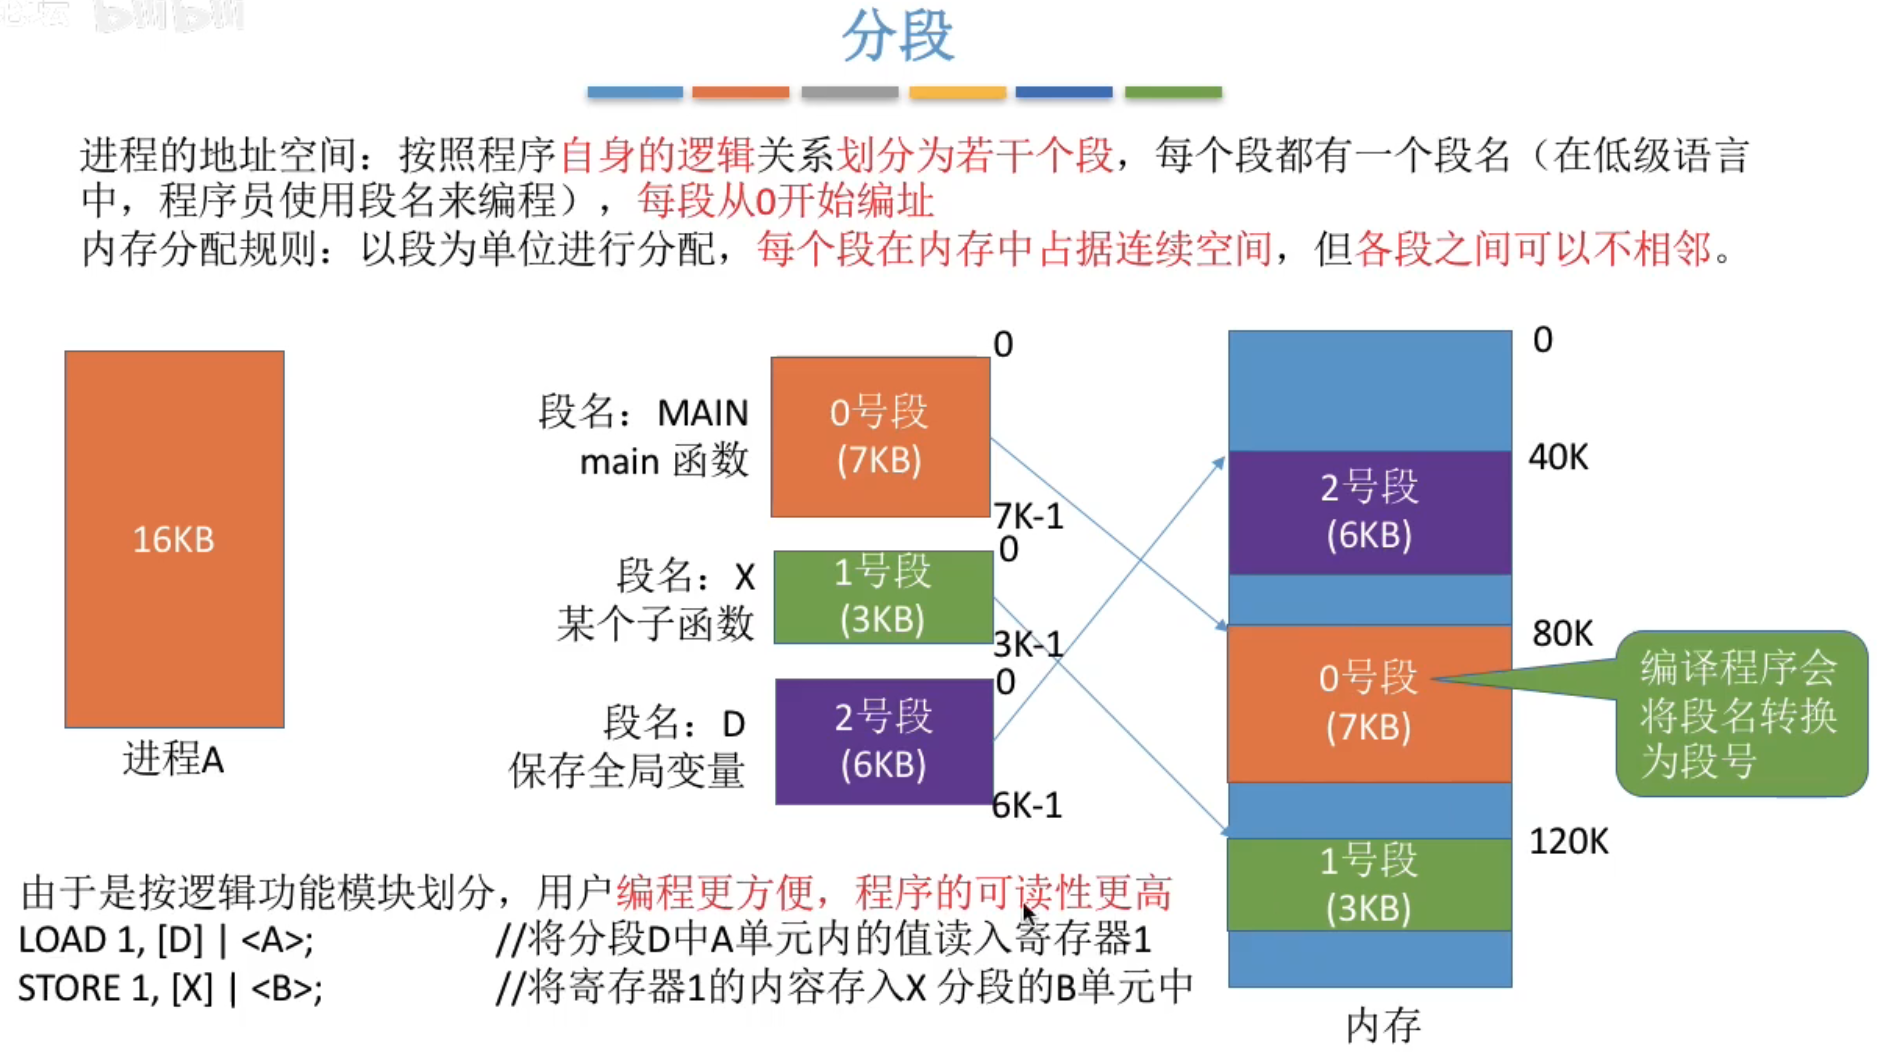 分段
进程的地址空间：按照程序自身的逻辑关系划分为若干个段，每个段都有一个段名（在低级语言
中，程序员使用段名来编程），每段从0开始编址
内存分配规则：以段为单位进行分配，每个段在内存中占据连续空间，但各段之间可以不相邻。
16KB
进程A
段名：MAIN
main 函数
0号段
(7KB)
0
7K-1
段名：X
某个子函数
1号段
(3KB)
0
3K-1
段名：D
保存全局变量
2号段
(6KB)
0
6K-1
0
40K
2号段
(6KB)
80K
0号段
(7KB)
120K
1号段
(3KB)
内存
编译程序会
将段名转换
为段号
由于是按逻辑功能模块划分，用户编程更方便，程序的可读性更高
LOAD 1, [D] | <A>; //将分段D中A单元内的值读入寄存器1
STORE 1, [X] | <B>; //将寄存器1的内容存入X 分段的B单元中